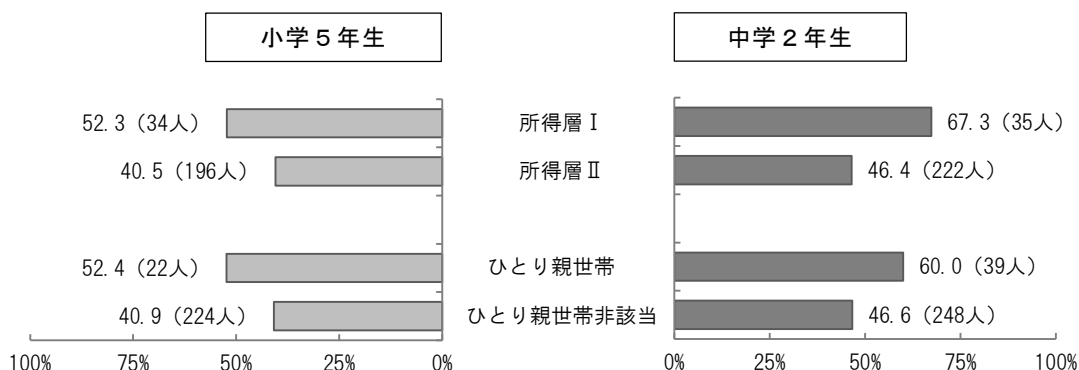 小学５年生 中学２年生
52.3（34人） 所得層Ⅰ 67.3（35人）
40.5（196人） 所得層Ⅱ 46.4（222人）
52.4（22人） ひとり親世帯 60.0（39人）
40.9（224人） ひとり親世帯非該当 46.6（248人）
100% 75% 50% 25% 0% 0% 25% 50% 75% 100%